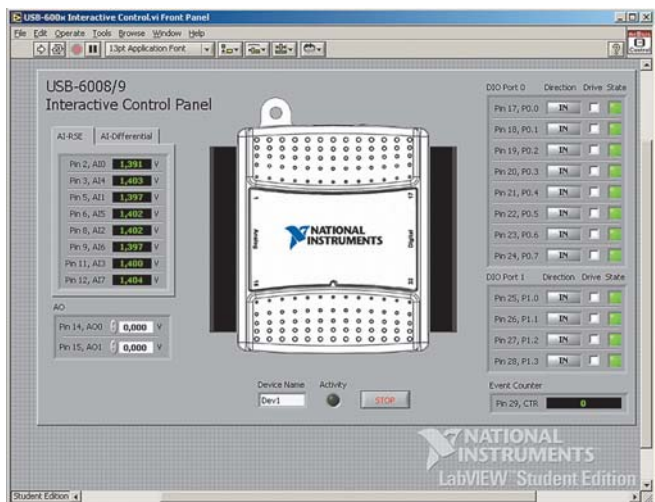 USB-600x Interactive Control.vi Front Panel
File Edit Operate Tools Browse Window Help
13pt Application Font
USB-6008/9
Interactive Control Panel
AI-RSE AI-Differential
Pin 2, AI0 1,391 V
Pin 3, AI4 1,403 V
Pin 5, AI1 1,397 V
Pin 6, AI5 1,402 V
Pin 8, AI2 1,402 V
Pin 9, AI6 1,397 V
Pin 11, AI3 1,400 V
Pin 12, AI7 1,404 V
AO
Pin 14, AO0 0,000 V
Pin 15, AO1 0,000 V
1 17
Analog Digital
16 32
NATIONAL
INSTRUMENTS
Device Name Activity
Dev1 STOP
DIO Port 0 Direction Drive State
Pin 17, P0.0 IN
Pin 18, P0.1 IN
Pin 19, P0.2 IN
Pin 20, P0.3 IN
Pin 21, P0.4 IN
Pin 22, P0.5 IN
Pin 23, P0.6 IN
Pin 24, P0.7 IN
DIO Port 1 Direction Drive State
Pin 25, P1.0 IN
Pin 26, P1.1 IN
Pin 27, P1.2 IN
Pin 28, P1.3 IN
Event Counter
Pin 29, CTR 0
NATIONAL
INSTRUMENTS
LabVIEW Student Edition
Student Edition